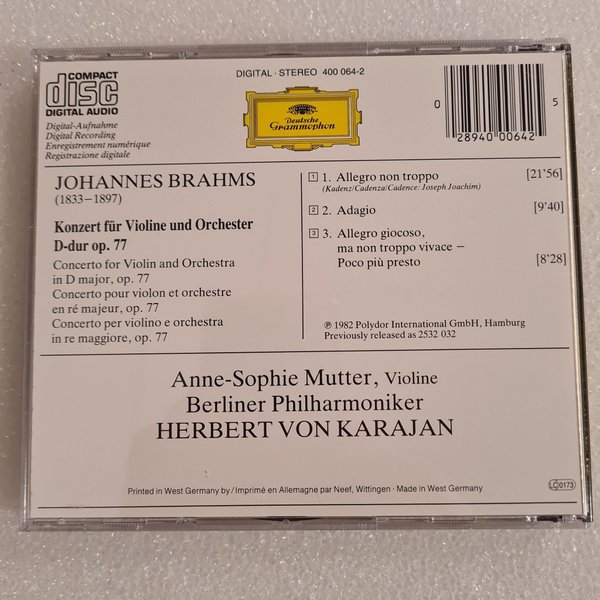 COMPACT
disc
DIGITAL AUDIO
Digital-Aufnahme
Digital Recording
Enregistrement numérique
Registrazione digitale
DIGITAL · STEREO 400 064-2
Deutsche
Grammophon
0 28940 00642 5
JOHANNES BRAHMS
(1833–1897)
Konzert für Violine und Orchester
D-dur op. 77
Concerto for Violin and Orchestra
in D major, op. 77
Concerto pour violon et orchestre
en ré majeur, op. 77
Concerto per violino e orchestra
in re maggiore, op. 77
1 1. Allegro non troppo [21'56]
(Kadenz/Cadenza/Cadence: Joseph Joachim)
2 2. Adagio [9'40]
3 3. Allegro giocoso,
ma non troppo vivace –
Poco più presto [8'28]
℗ 1982 Polydor International GmbH, Hamburg
Previously released as 2532 032
Anne-Sophie Mutter, Violine
Berliner Philharmoniker
HERBERT VON KARAJAN
Printed in West Germany by / Imprimé en Allemagne par Neef, Wittingen · Made in West Germany
LC 0173